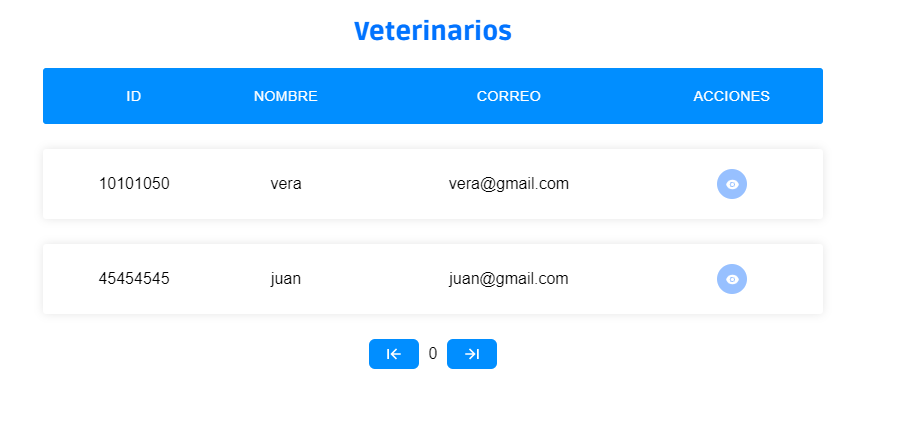 Veterinarios
ID NOMBRE CORREO ACCIONES
10101050 vera vera@gmail.com
45454545 juan juan@gmail.com
0